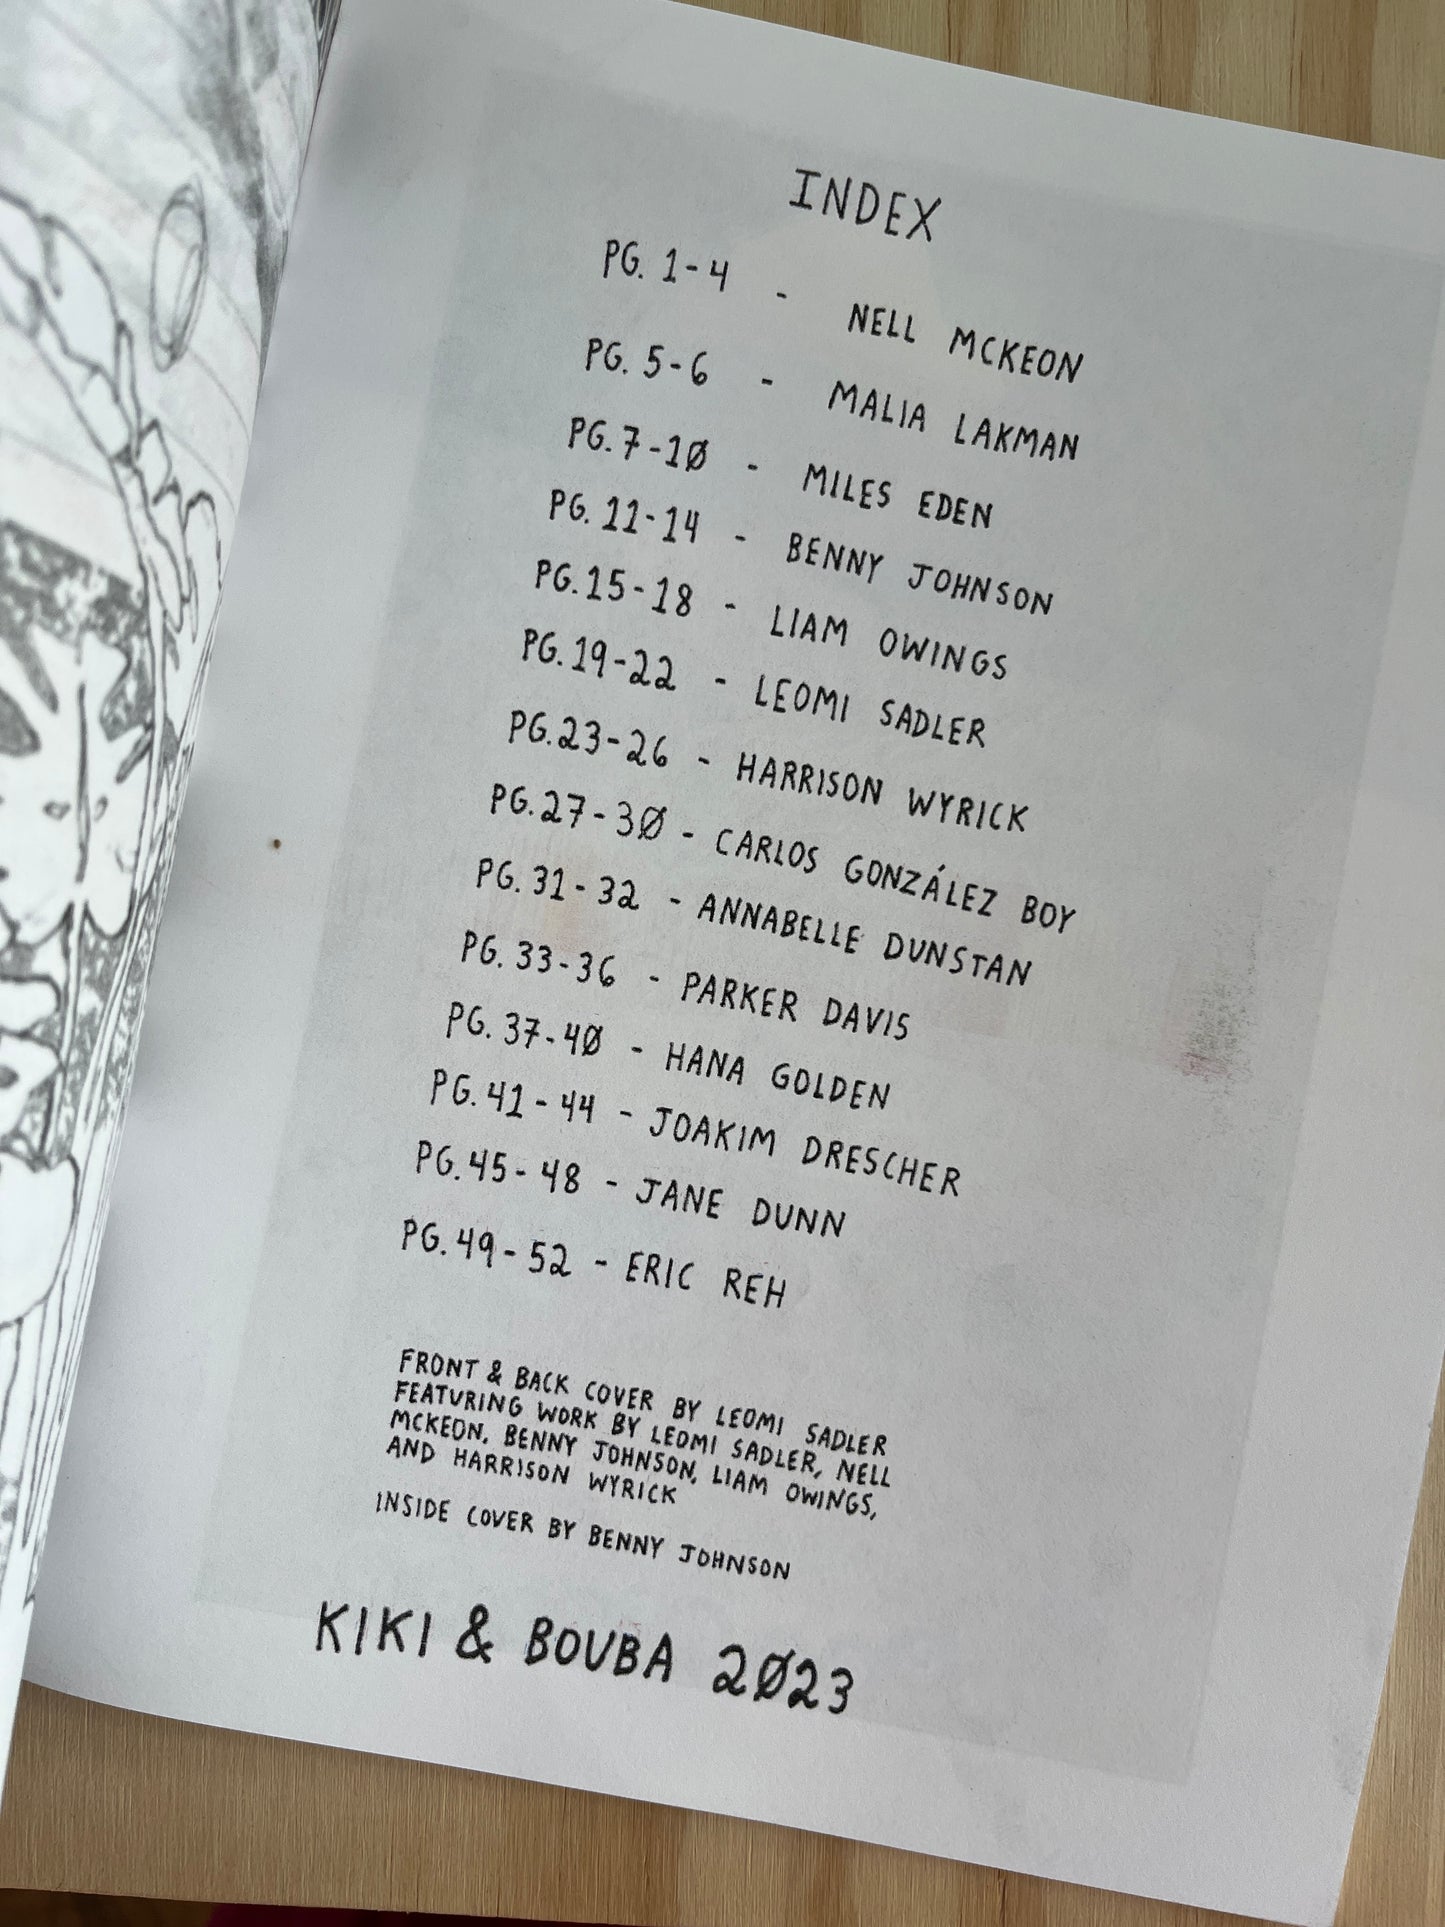 INDEX
PG. 1-4 - NELL MCKEON
PG. 5-6 - MALIA LAKMAN
PG. 7-10 - MILES EDEN
PG. 11-14 - BENNY JOHNSON
PG. 15-18 - LIAM OWINGS
PG. 19-22 - LEOMI SADLER
PG. 23-26 - HARRISON WYRICK
PG. 27-30 - CARLOS GONZÁLEZ BOY
PG. 31-32 - ANNABELLE DUNSTAN
PG. 33-36 - PARKER DAVIS
PG. 37-40 - HANA GOLDEN
PG. 41-44 - JOAKIM DRESCHER
PG. 45-48 - JANE DUNN
PG. 49-52 - ERIC REH
FRONT & BACK COVER BY LEOMI SADLER
FEATURING WORK BY LEOMI SADLER, NELL
MCKEON, BENNY JOHNSON, LIAM OWINGS,
AND HARRISON WYRICK
INSIDE COVER BY BENNY JOHNSON
KIKI & BOUBA 2023